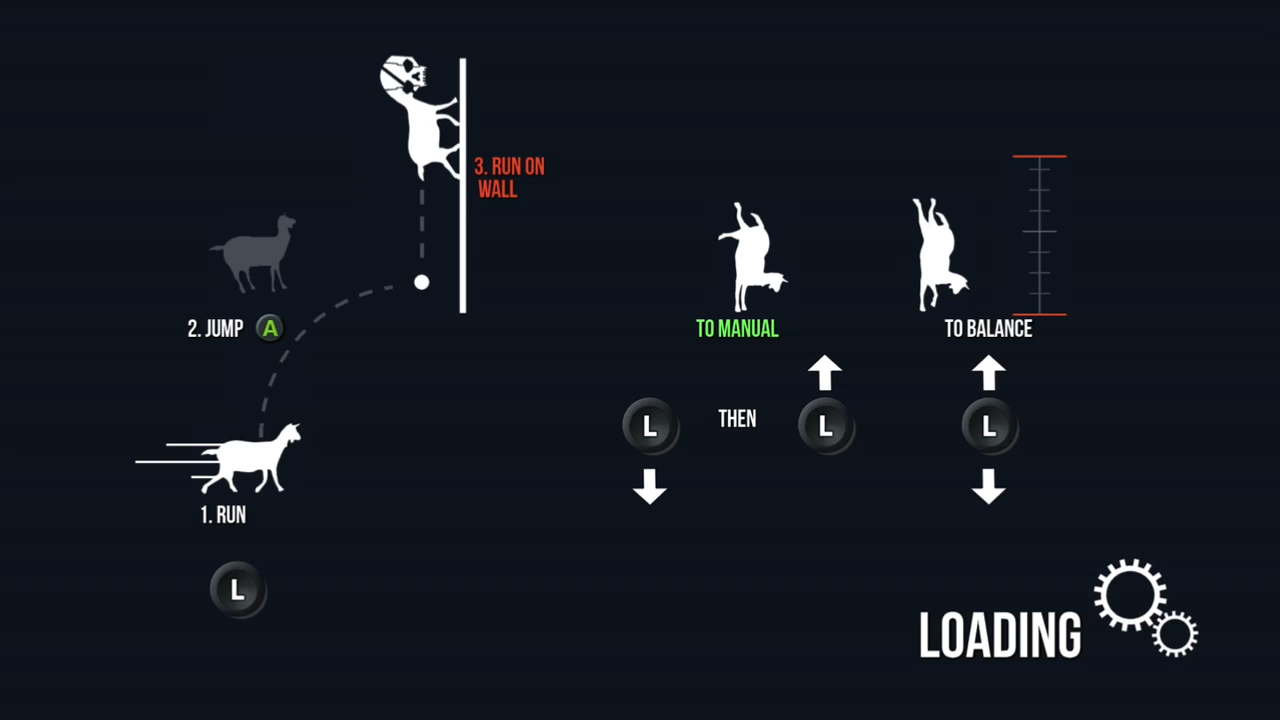 3. RUN ON
WALL
2. JUMP A
1. RUN
L
TO MANUAL
TO BALANCE
L THEN L
L
LOADING